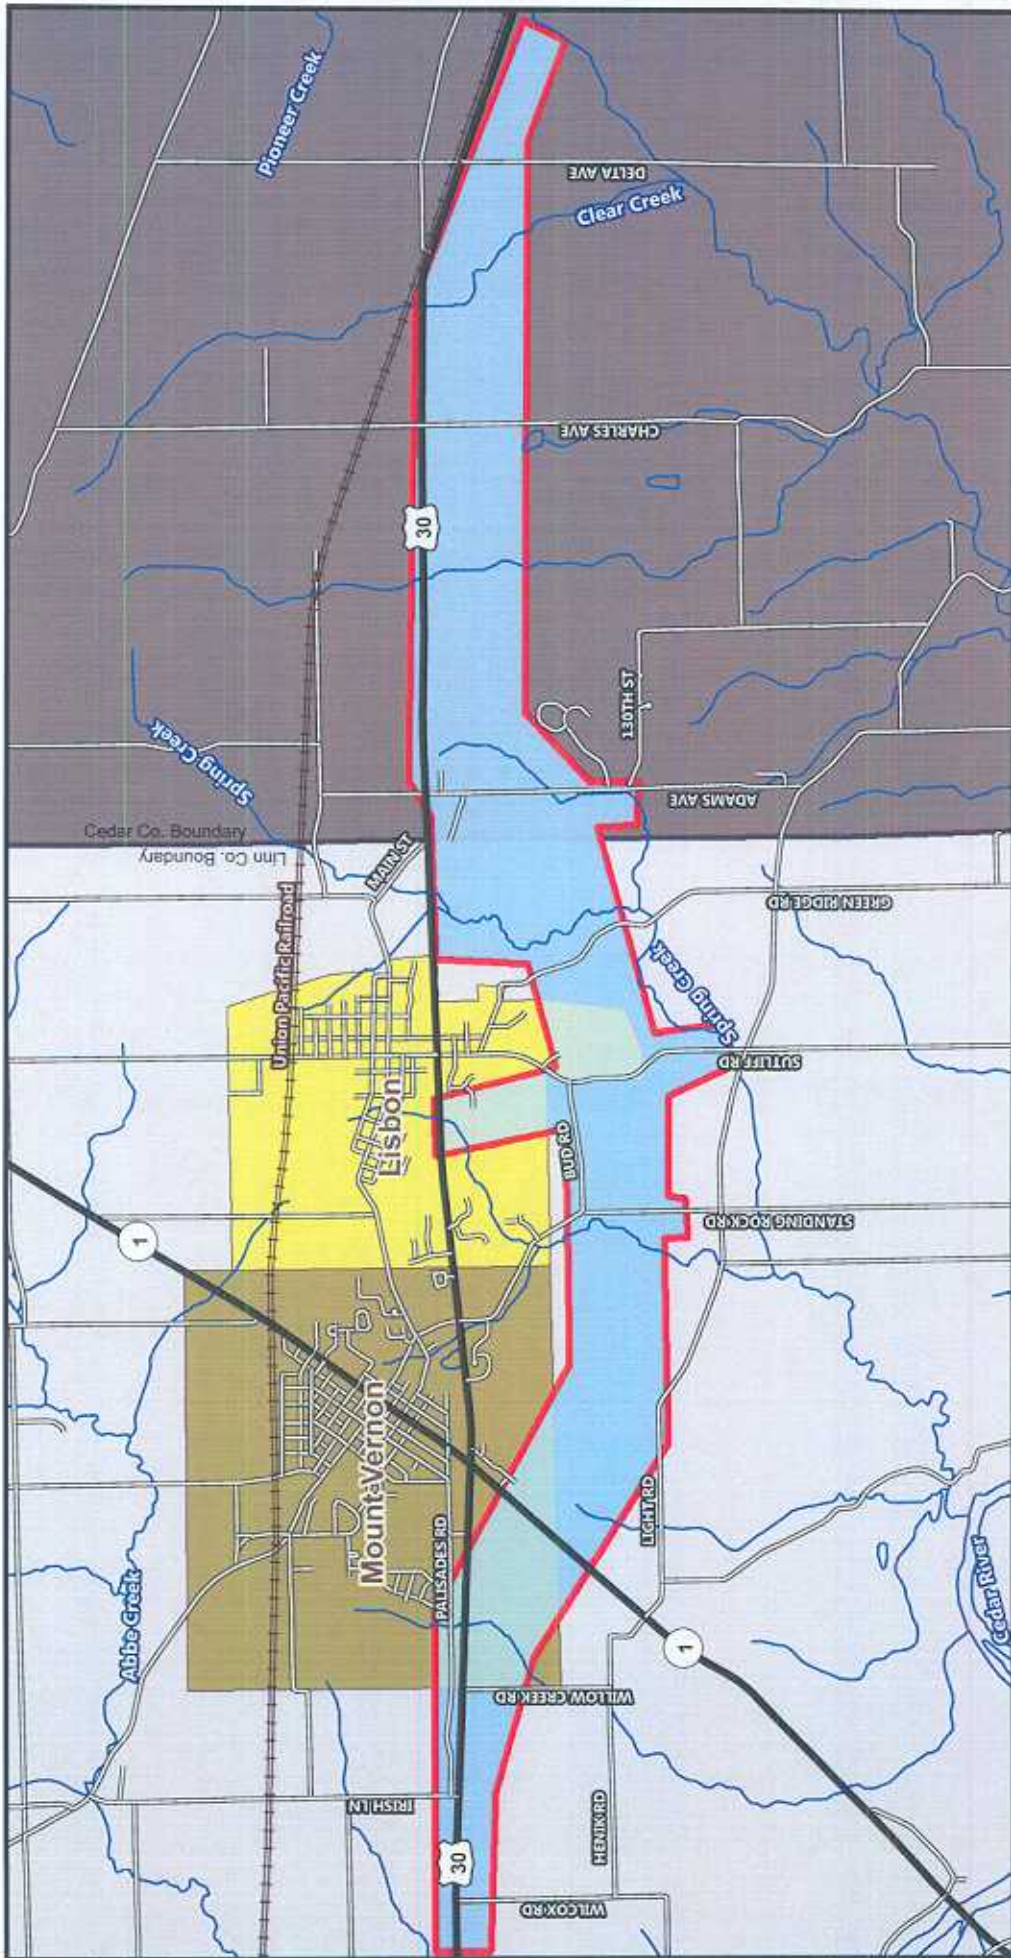 Pioneer Creek
DELTA AVE
Clear Creek
CHARLES AVE
30
130TH ST
Spring Creek
ADAMS AVE
Cedar Co. Boundary
Linn Co. Boundary
MAIN ST
GREEN RIDGE RD
Union Pacific Railroad
Spring Creek
SUTLIFF RD
Lisbon
BUD RD
STANDING ROCK RD
1
Mount Vernon
LIGHT RD
PALISADES RD
Abbe Creek
Cedar River
1
WILLOW CREEK RD
IRISH LN
HENIK RD
30
WILCOX RD